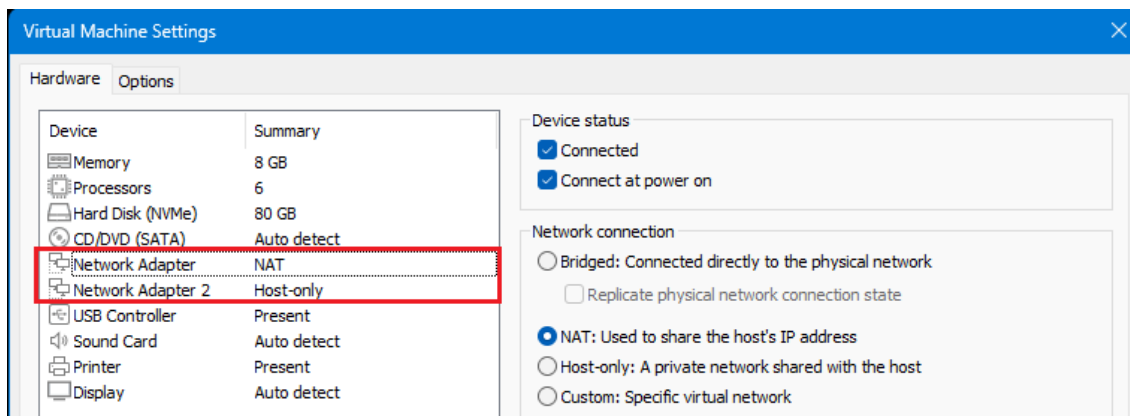 Virtual Machine Settings
Hardware Options
Device Summary
Memory 8 GB
Processors 6
Hard Disk (NVMe) 80 GB
CD/DVD (SATA) Auto detect
Network Adapter NAT
Network Adapter 2 Host-only
USB Controller Present
Sound Card Auto detect
Printer Present
Display Auto detect
Device status
Connected
Connect at power on
Network connection
Bridged: Connected directly to the physical network
Replicate physical network connection state
NAT: Used to share the host's IP address
Host-only: A private network shared with the host
Custom: Specific virtual network